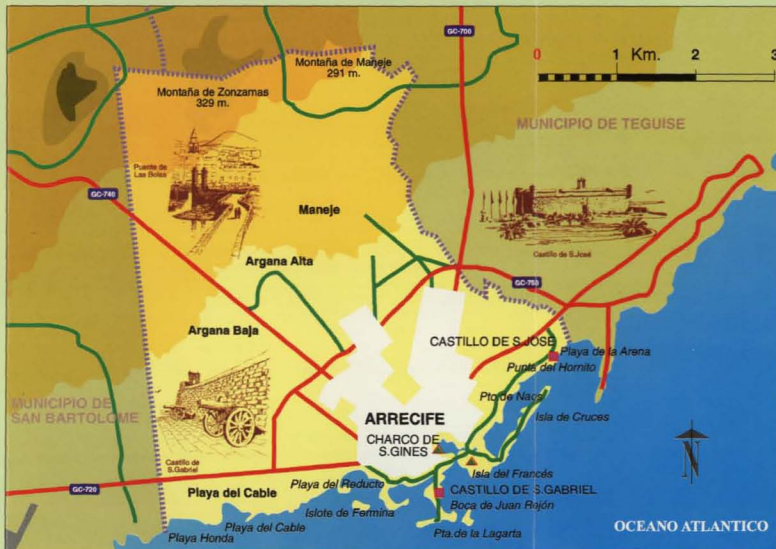 GC-700
Montaña de Maneje
291 m.
Montaña de Zonzamas
329 m.
0
1 Km.
2
3
MUNICIPIO DE TEGUISE
Puente de
Las Bolas
GC-740
Maneje
Castillo de S.José
Argana Alta
GC-750
Argana Baja
CASTILLO DE S.JOSE
Playa de la Arena
Punta del Hornito
Pto de Naos
Isla de Cruces
MUNICIPIO DE
SAN BARTOLOME
ARRECIFE
CHARCO DE
S.GINES
N
Castillo de
S.Gabriel
Isla del Francés
GC-720
Playa del Cable
Playa del Reducto
CASTILLO DE S.GABRIEL
Islote de Fermina
Boca de Juan Rejón
Playa del Cable
Pta.de la Lagarta
OCEANO ATLANTICO
Playa Honda